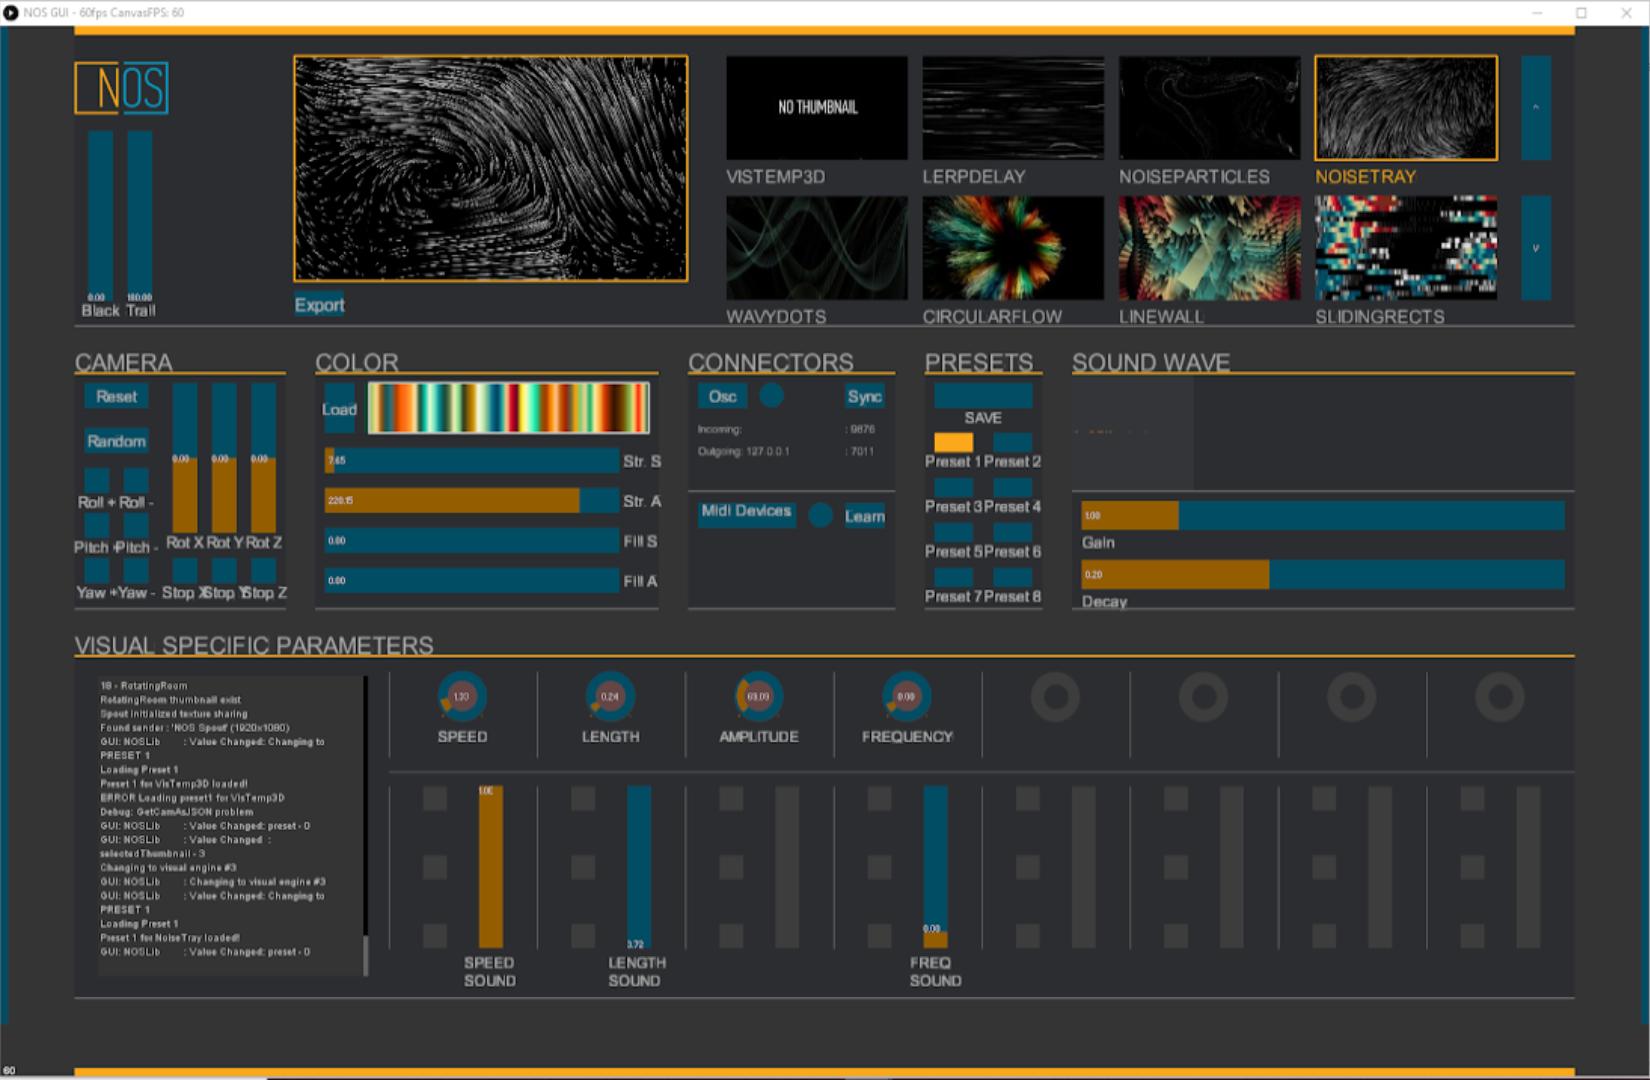 NOS GUI - 60fps CanvasFPS: 60
NOS
0.00 180.00
Black Trail
Export
NO THUMBNAIL
VISTEMP3D LERPDELAY NOISEPARTICLES NOISETRAY
^
WAVYDOTS CIRCULARFLOW LINEWALL SLIDINGRECTS
v
CAMERA
Reset
Random
0.00 0.00 0.00
Roll + Roll -
Pitch + Pitch - Rot X Rot Y Rot Z
Yaw + Yaw - Stop X Stop Y Stop Z
COLOR
Load
7.65 Str. S
220.15 Str. A
0.00 Fill S
0.00 Fill A
CONNECTORS
Osc Sync
Incoming: : 9876
Outgoing: 127.0.0.1 : 7011
Midi Devices Learn
PRESETS
SAVE
Preset 1 Preset 2
Preset 3 Preset 4
Preset 5 Preset 6
Preset 7 Preset 8
SOUND WAVE
1.00
Gain
0.20
Decay
VISUAL SPECIFIC PARAMETERS
18 - RotatingRoom
RotatingRoom thumbnail exist
Spout initialized texture sharing
Found sender : 'NOS Spout' (1920x1080)
GUI: NOSLib : Value Changed: Changing to
PRESET 1
Loading Preset 1
Preset 1 for VisTemp3D loaded!
ERROR Loading preset1 for VisTemp3D
Debug: GetCamAsJSON problem
GUI: NOSLib : Value Changed: preset - 0
GUI: NOSLib : Value Changed :
selectedThumbnail - 3
Changing to visual engine #3
GUI: NOSLib : Changing to visual engine #3
GUI: NOSLib : Value Changed: Changing to
PRESET 1
Loading Preset 1
Preset 1 for NoiseTray loaded!
GUI: NOSLib : Value Changed: preset - 0
0.24 69.09 0.00
SPEED LENGTH AMPLITUDE FREQUENCY
3.72 0.00
SPEED SOUND
LENGTH SOUND
FREQ SOUND
60